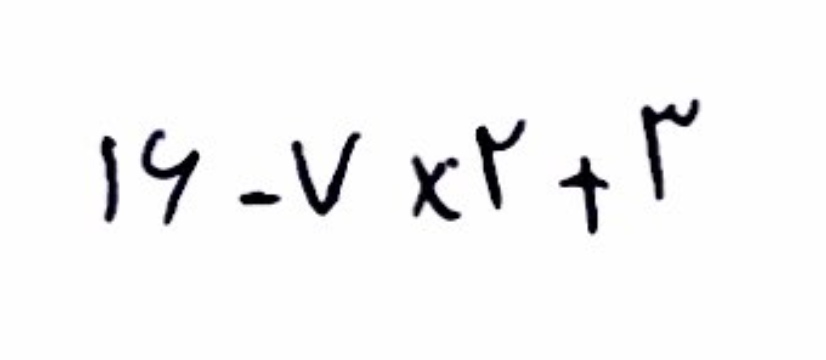 ۱۶ - ۷ × ۲ + ۳